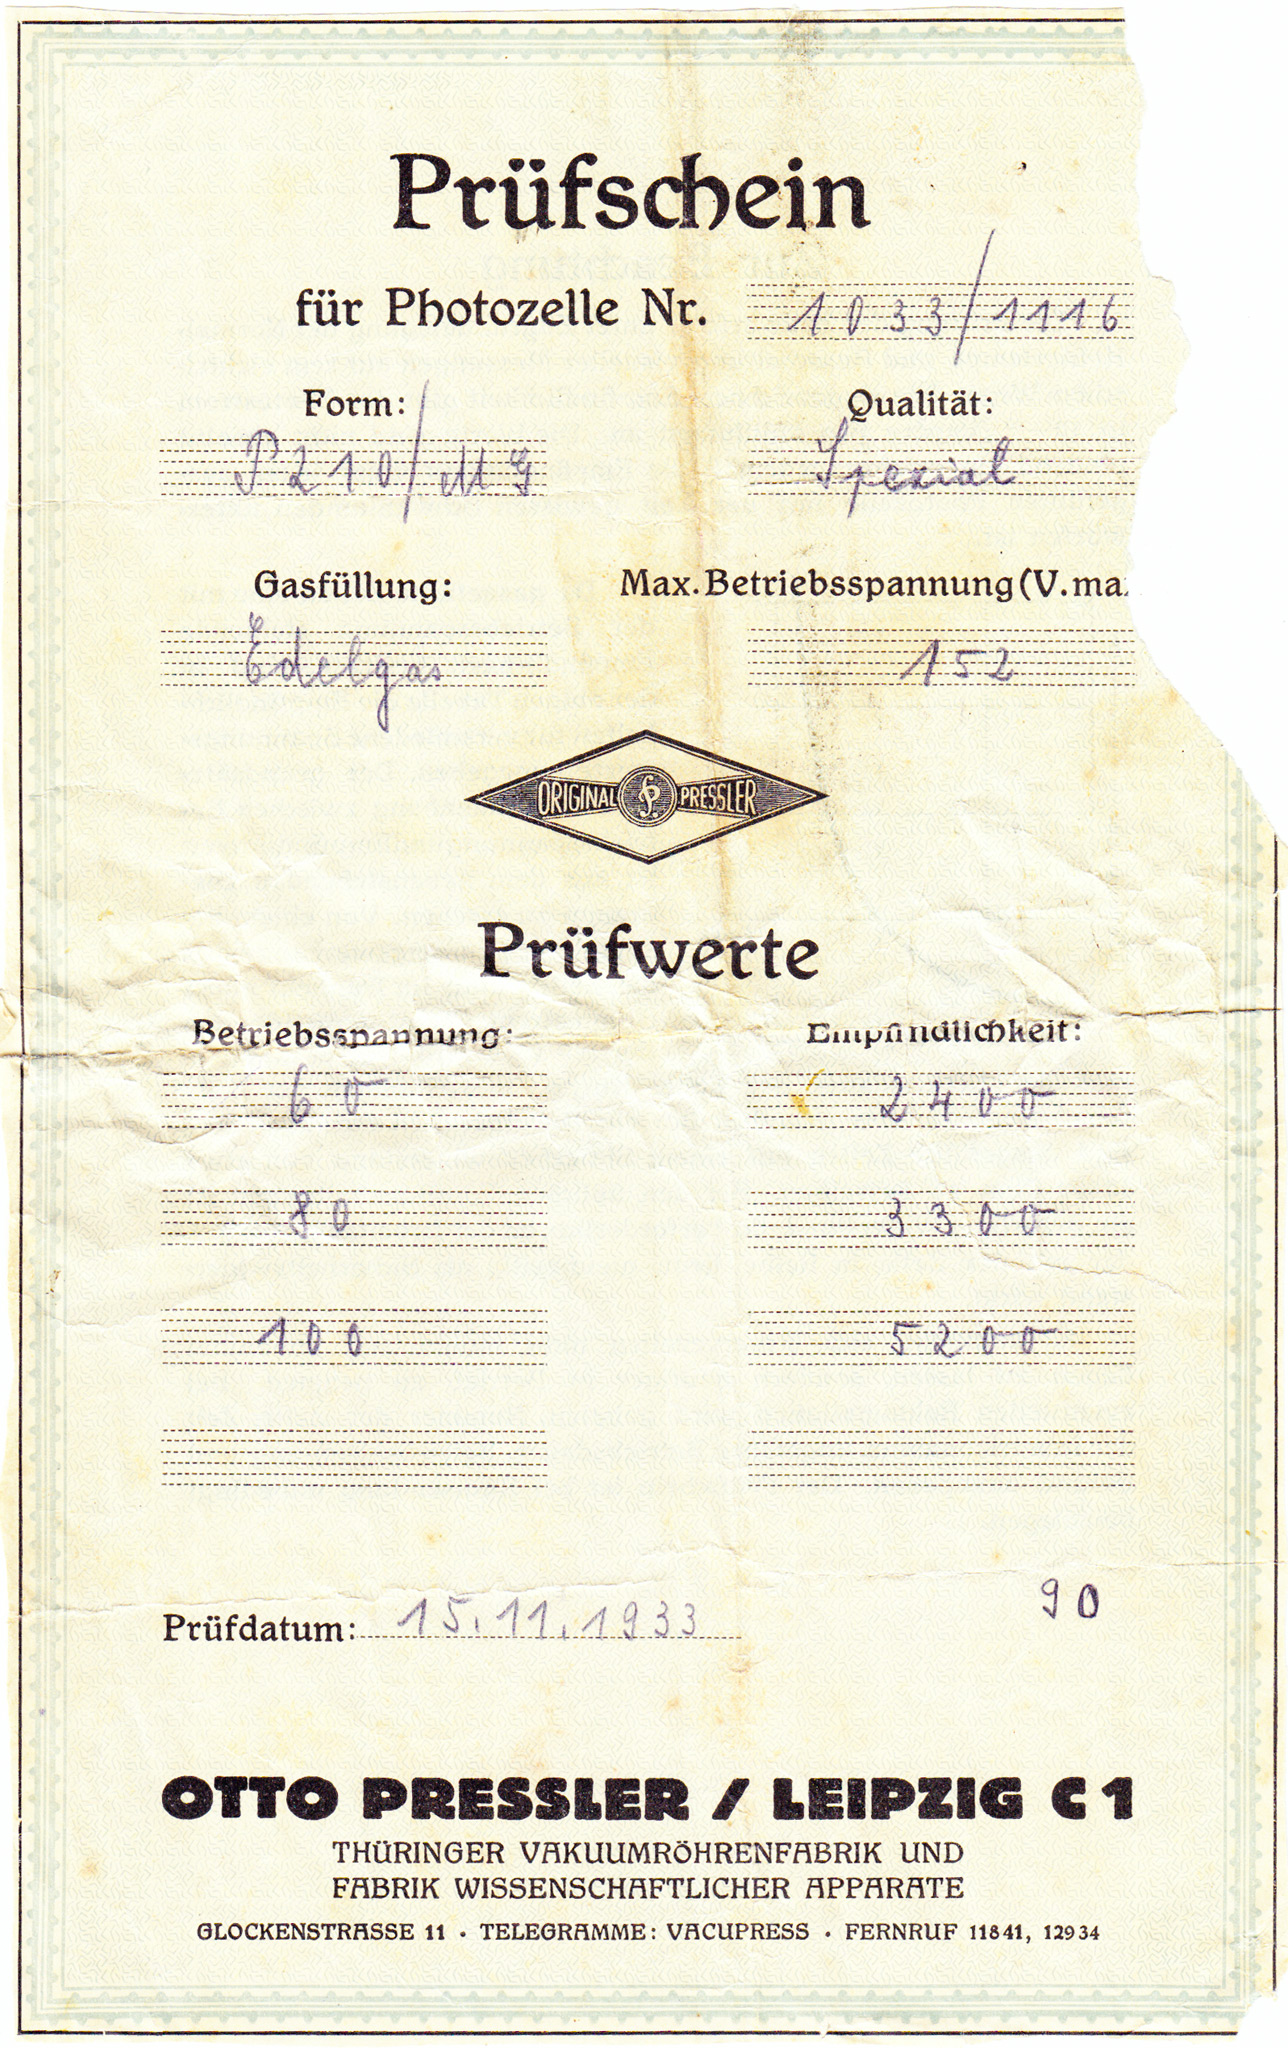 Prüfschein
für Photozelle Nr. 1033/1116
Form: Qualität:
P210/MG Spezial
Gasfüllung: Max. Betriebsspannung (V.ma
Edelgas 152
ORIGINAL PRESSLER
Prüfwerte
Betriebsspannung: Empfindlichkeit:
60 2400
80 3300
100 5200
90
Prüfdatum: 15.11.1933
OTTO PRESSLER / LEIPZIG C1
THÜRINGER VAKUUMRÖHRENFABRIK UND
FABRIK WISSENSCHAFTLICHER APPARATE
GLOCKENSTRASSE 11 · TELEGRAMME: VACUPRESS · FERNRUF 11841, 12934